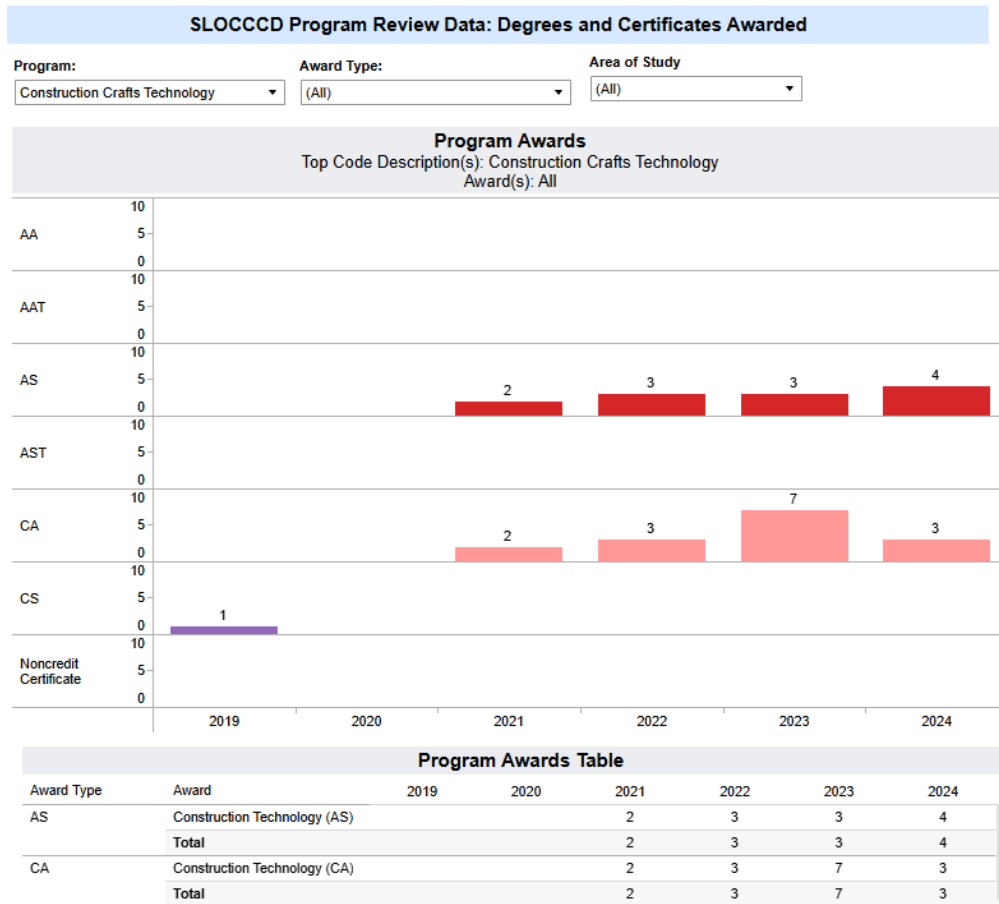 SLOCCCD Program Review Data: Degrees and Certificates Awarded
Program: Award Type: Area of Study
Construction Crafts Technology (All) (All)
Program Awards
Top Code Description(s): Construction Crafts Technology
Award(s): All
10
AA 5
0
10
AAT 5
0
10
AS 5 2 3 3 4
0
10
AST 5
0
10
CA 5 2 3 7 3
0
10
CS 5 1
0
10
Noncredit
Certificate 5
0
2019 2020 2021 2022 2023 2024
Program Awards Table
Award Type Award 2019 2020 2021 2022 2023 2024
AS Construction Technology (AS) 2 3 3 4
Total 2 3 3 4
CA Construction Technology (CA) 2 3 7 3
Total 2 3 7 3